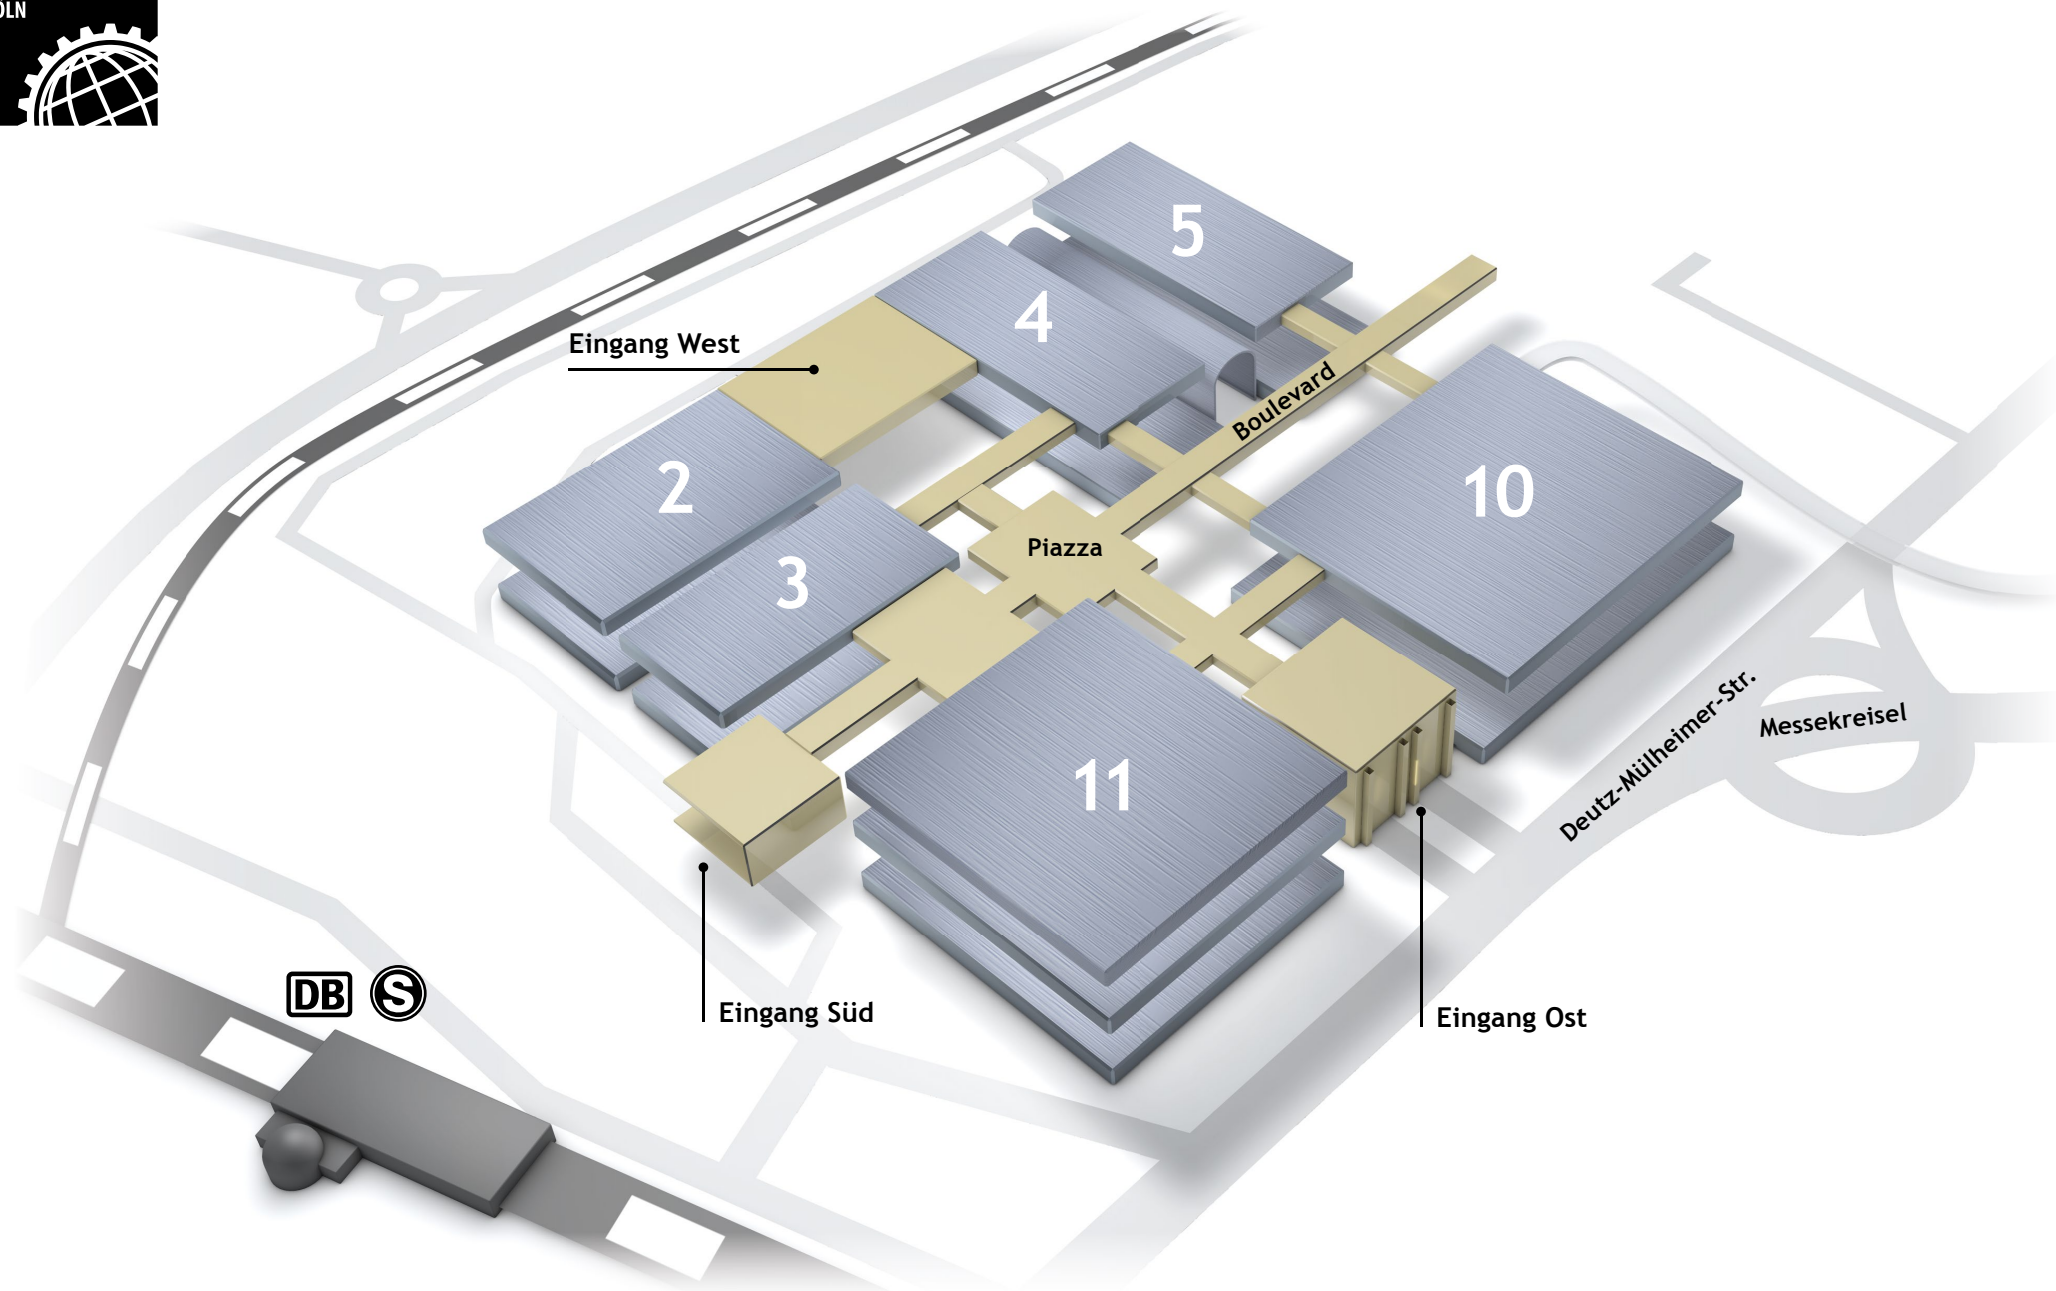 5
4
Eingang West
Boulevard
2
10
Piazza
3
Deutz-Mülheimer-Str.
Messekreisel
11
DB S
Eingang Süd
Eingang Ost